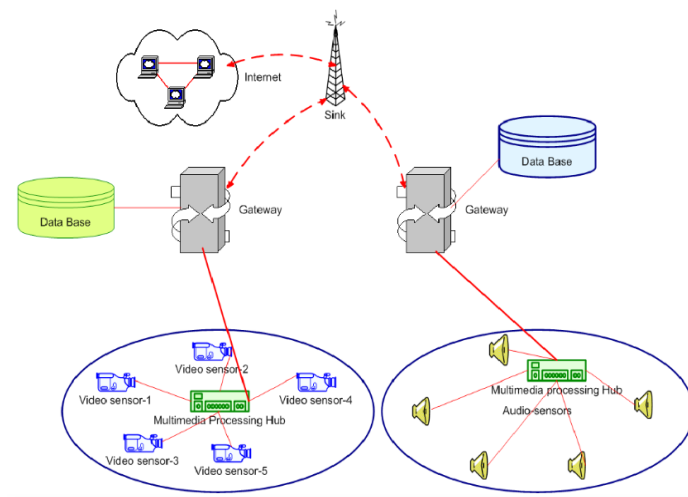 Internet
Sink
Data Base
Data Base
Gateway
Gateway
Video sensor-2
Multimedia processing Hub
Video sensor-1
Video sensor-4
Audio-sensors
Multimedia Processing Hub
Video sensor-3
Video sensor-5